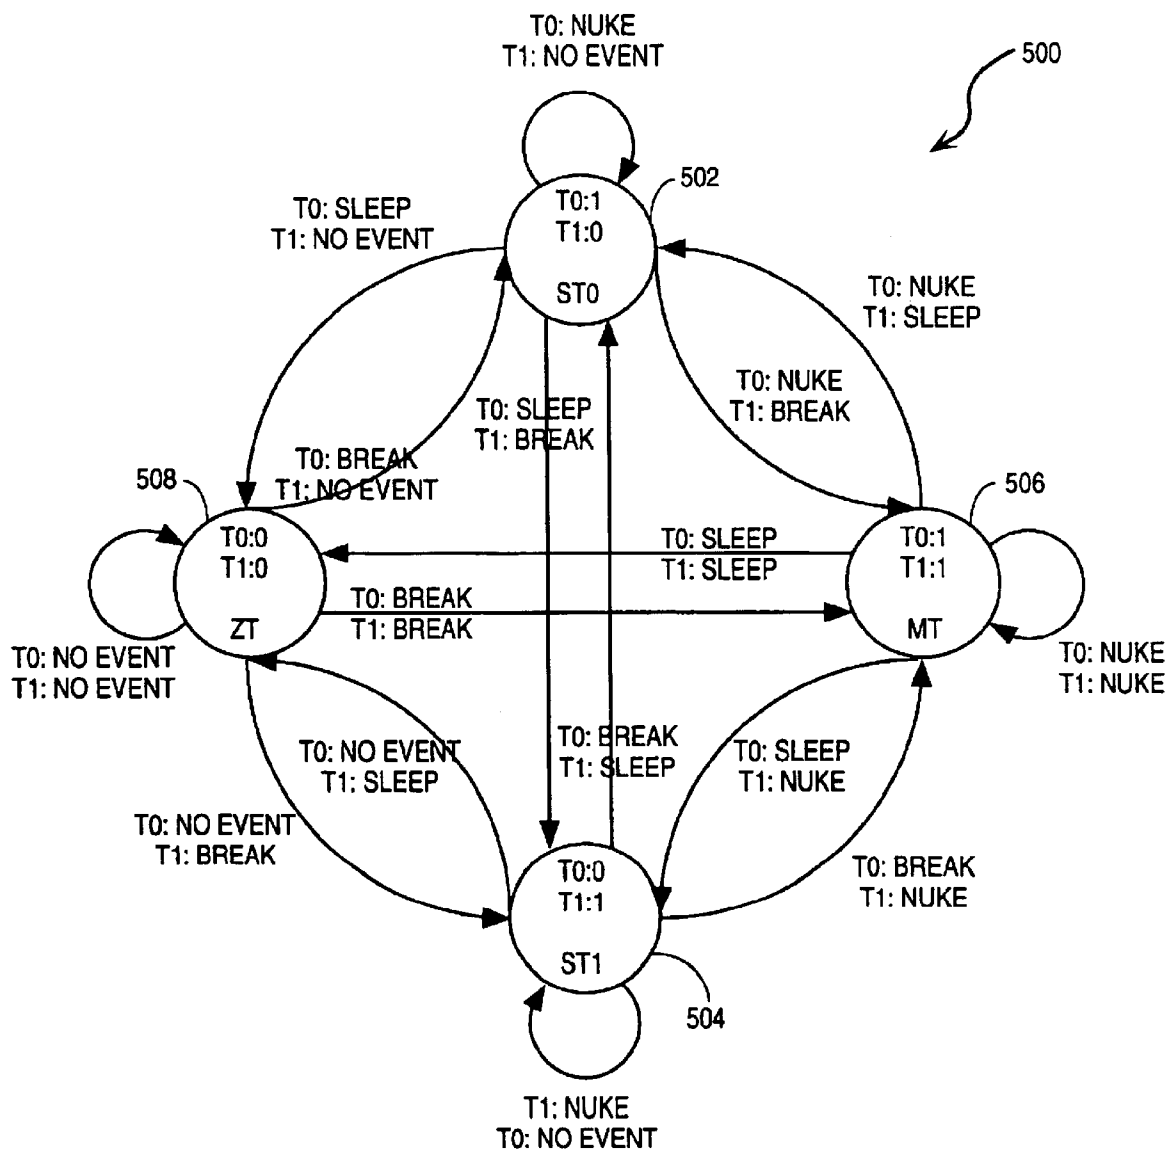 T0: NUKE
T1: NO EVENT
500
502
T0:1
T1:0
ST0
T0: SLEEP
T1: NO EVENT
T0: NUKE
T1: SLEEP
T0: NUKE
T1: BREAK
T0: SLEEP
T1: BREAK
T0: BREAK
T1: NO EVENT
508
506
T0:0
T1:0
ZT
T0: SLEEP
T1: SLEEP
T0:1
T1:1
MT
T0: BREAK
T1: BREAK
T0: NO EVENT
T1: NO EVENT
T0: NUKE
T1: NUKE
T0: NO EVENT
T1: SLEEP
T0: BREAK
T1: SLEEP
T0: SLEEP
T1: NUKE
T0: NO EVENT
T1: BREAK
T0: BREAK
T1: NUKE
T0:0
T1:1
ST1
504
T1: NUKE
T0: NO EVENT